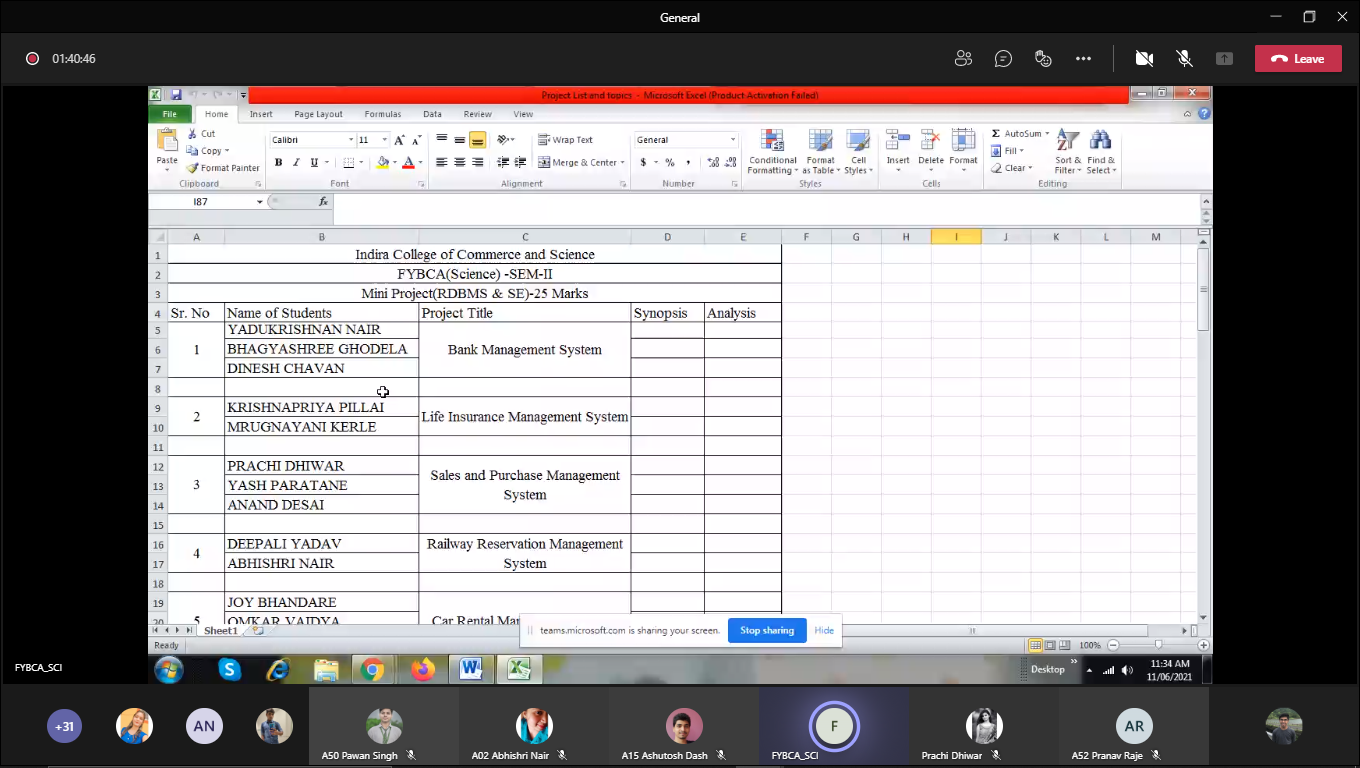 General
01:40:46
Leave
Project List and topics - Microsoft Excel (Product Activation Failed)
File Home Insert Page Layout Formulas Data Review View
Paste
Cut
Copy
Format Painter
Clipboard
Calibri 11
B I U
Font
Wrap Text
Merge & Center
Alignment
General
$ % ,
Number
Conditional Formatting
Format as Table
Cell Styles
Styles
Insert Delete Format
Cells
AutoSum
Fill
Clear
Sort & Filter
Find & Select
Editing
I87 fx
A B C D E F G H I J K L M
1 Indira College of Commerce and Science
2 FYBCA(Science) -SEM-II
3 Mini Project(RDBMS & SE)-25 Marks
4 Sr. No Name of Students Project Title Synopsis Analysis
5 YADUKRISHNAN NAIR
6 1 BHAGYASHREE GHODELA Bank Management System
7 DINESH CHAVAN
8
9 KRISHNAPRIYA PILLAI
2 Life Insurance Management System
10 MRUGNAYANI KERLE
11
12 PRACHI DHIWAR
Sales and Purchase Management
13 3 YASH PARATANE
System
14 ANAND DESAI
15
16 DEEPALI YADAV Railway Reservation Management
4
17 ABHISHRI NAIR System
18
19 JOY BHANDARE
20 5 OMKAR VAIDYA Car Rental Man
teams.microsoft.com is sharing your screen. Stop sharing Hide
Sheet1
Ready 100%
FYBCA_SCI
Desktop
11:34 AM
11/06/2021
+31
AN
F
AR
A50 Pawan Singh
A02 Abhishri Nair
A15 Ashutosh Dash
FYBCA_SCI
Prachi Dhiwar
A52 Pranav Raje